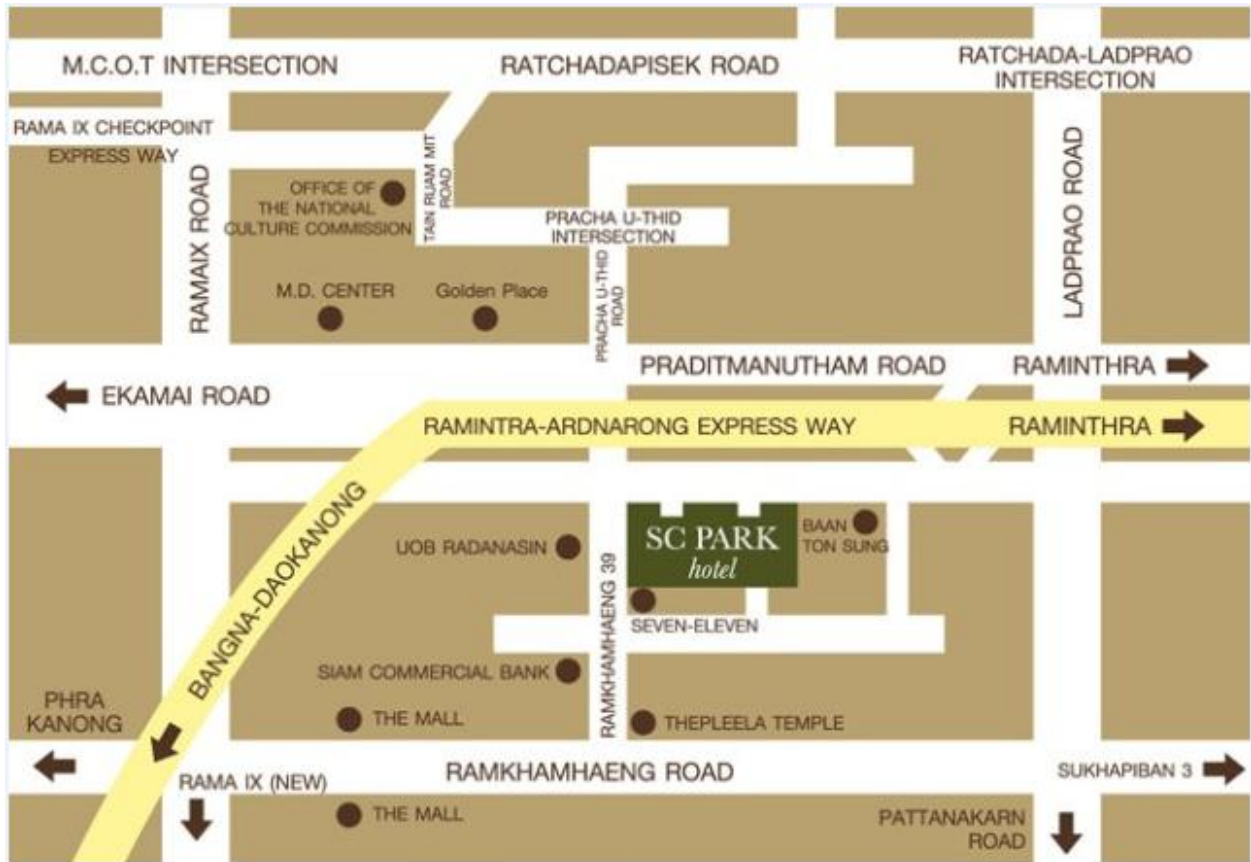 M.C.O.T INTERSECTION
RATCHADAPISEK ROAD
RATCHADA-LADPRAO
INTERSECTION
RAMA IX CHECKPOINT
EXPRESS WAY
RAMAIX ROAD
OFFICE OF
THE NATIONAL
CULTURE COMMISSION
TAIN RUAM MIT
ROAD
PRACHA U-THID
INTERSECTION
LADPRAO ROAD
M.D. CENTER
Golden Place
PRACHA U-THID
ROAD
PRADITMANUTHAM ROAD
RAMINTHRA
EKAMAI ROAD
RAMINTRA-ARDNARONG EXPRESS WAY
RAMINTHRA
BANGNA-DAOKANONG
UOB RADANASIN
RAMKHAMHAENG 39
SC PARK
hotel
BAAN
TON SUNG
SEVEN-ELEVEN
SIAM COMMERCIAL BANK
PHRA
KANONG
THE MALL
THEPLEELA TEMPLE
RAMA IX (NEW)
RAMKHAMHAENG ROAD
SUKHAPIBAN 3
THE MALL
PATTANAKARN
ROAD